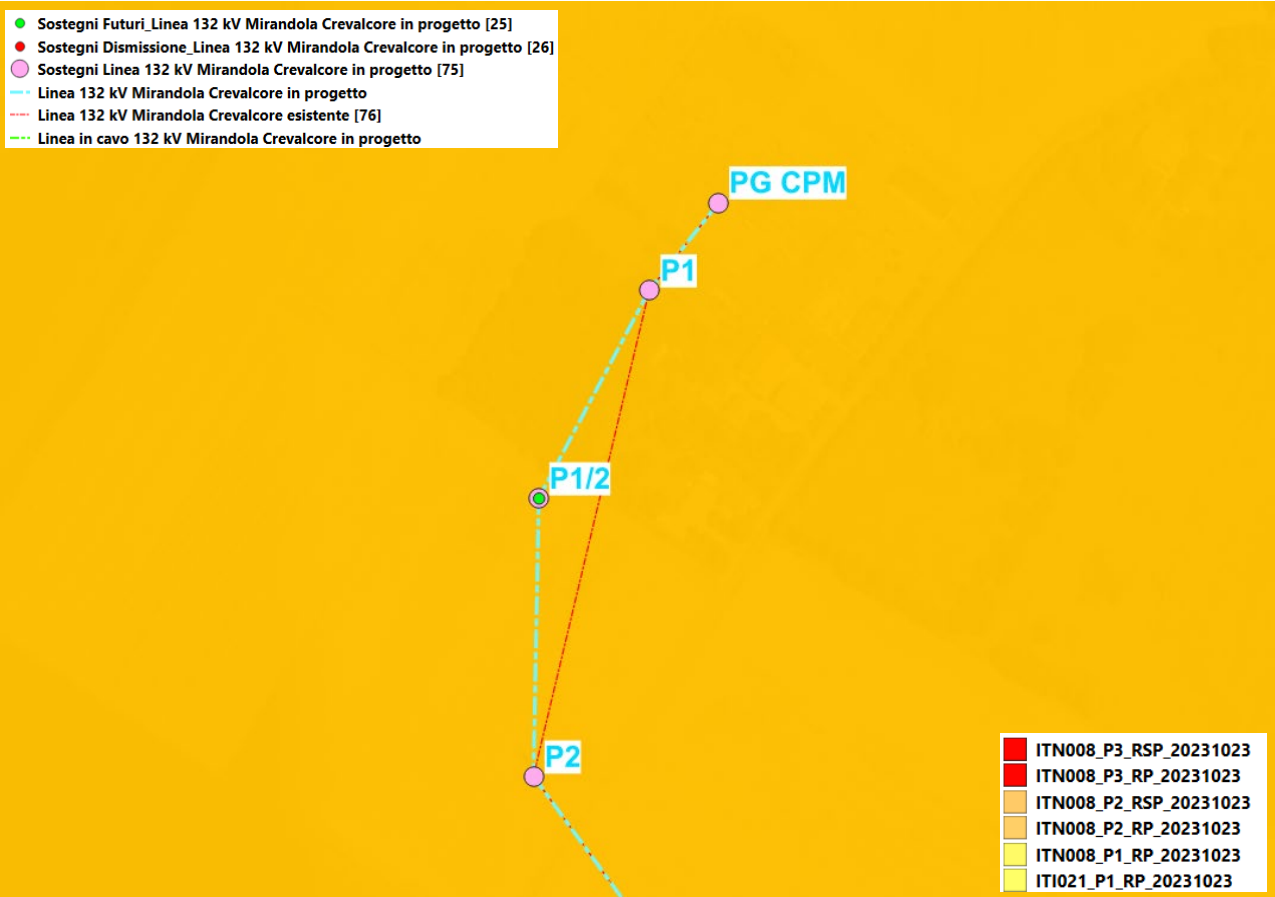 Sostegni Futuri_Linea 132 kV Mirandola Crevalcore in progetto [25]
Sostegni Dismissione_Linea 132 kV Mirandola Crevalcore in progetto [26]
Sostegni Linea 132 kV Mirandola Crevalcore in progetto [75]
Linea 132 kV Mirandola Crevalcore in progetto
Linea 132 kV Mirandola Crevalcore esistente [76]
Linea in cavo 132 kV Mirandola Crevalcore in progetto
PG CPM
P1
P1/2
P2
ITN008_P3_RSP_20231023
ITN008_P3_RP_20231023
ITN008_P2_RSP_20231023
ITN008_P2_RP_20231023
ITN008_P1_RP_20231023
ITI021_P1_RP_20231023